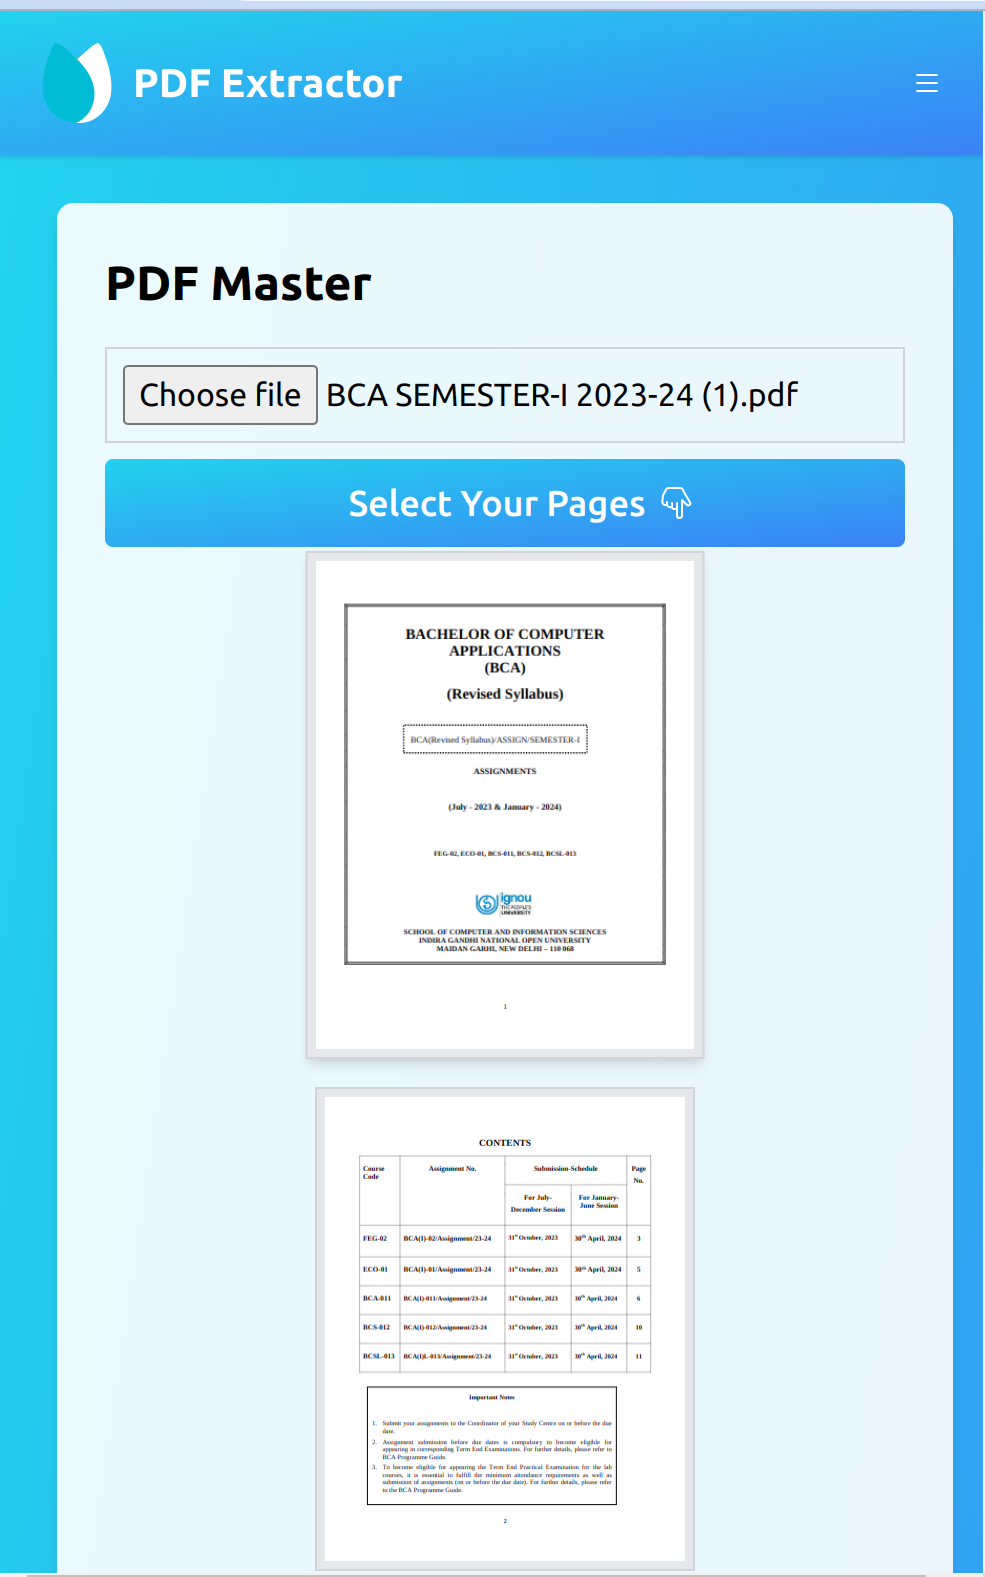 PDF Extractor
PDF Master
Choose file BCA SEMESTER-I 2023-24 (1).pdf
Select Your Pages
BACHELOR OF COMPUTER
APPLICATIONS
(BCA)
(Revised Syllabus)
BCA(Revised Syllabus)/ASSIGN/SEMESTER-I
ASSIGNMENTS
(July - 2023 & January - 2024)
FEG-02, ECO-01, BCS-011, BCS-012, BCSL-013
ignou
THE PEOPLE'S
UNIVERSITY
SCHOOL OF COMPUTER AND INFORMATION SCIENCES
INDIRA GANDHI NATIONAL OPEN UNIVERSITY
MAIDAN GARHI, NEW DELHI – 110 068
1
CONTENTS
Course Code Assignment No. Submission-Schedule Page No.
For July-December Session For January-June Session
FEG-02 BCA(I)-02/Assignment/23-24 31st October, 2023 30th April, 2024 3
ECO-01 BCA(I)-01/Assignment/23-24 31st October, 2023 30th April, 2024 5
BCA-011 BCA(I)-011/Assignment/23-24 31st October, 2023 30th April, 2024 6
BCS-012 BCA(I)-012/Assignment/23-24 31st October, 2023 30th April, 2024 10
BCSL-013 BCA(I)L-013/Assignment/23-24 31st October, 2023 30th April, 2024 11
Important Notes
1. Submit your assignments to the Coordinator of your Study Centre on or before the due
date.
2. Assignment submission before due dates is compulsory to become eligible for
appearing in corresponding Term End Examinations. For further details, please refer to
BCA Programme Guide.
3. To become eligible for appearing the Term End Practical Examination for the lab
courses, it is essential to fulfill the minimum attendance requirements as well as
submission of assignments (on or before the due date). For further details, please refer
to the BCA Programme Guide.
2